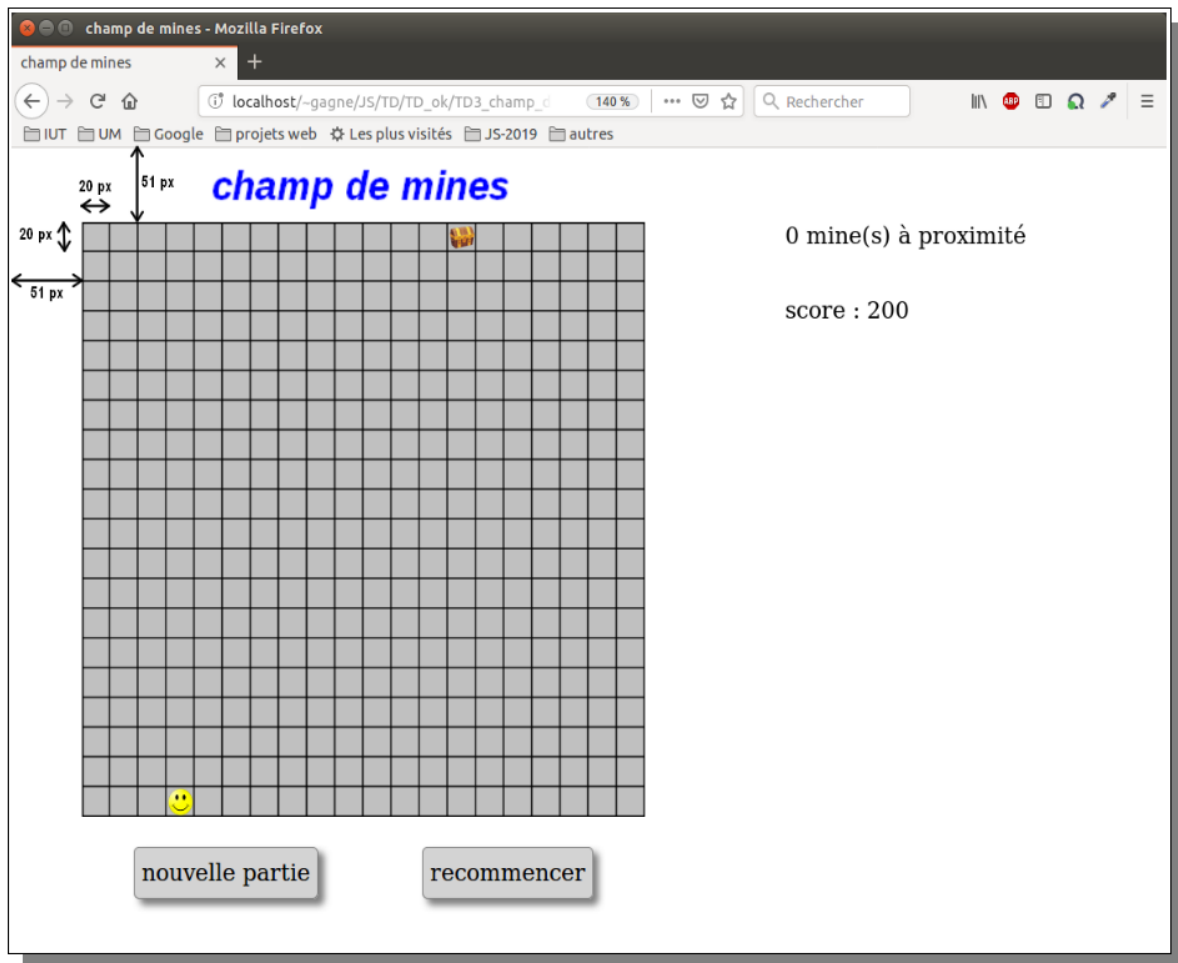 champ de mines - Mozilla Firefox
champ de mines
localhost/~gagne/JS/TD/TD_ok/TD3_champ_d
140 %
Rechercher
ABP
IUT UM Google projets web Les plus visités JS-2019 autres
20 px
51 px
champ de mines
20 px
51 px
0 mine(s) à proximité
score : 200
nouvelle partie
recommencer